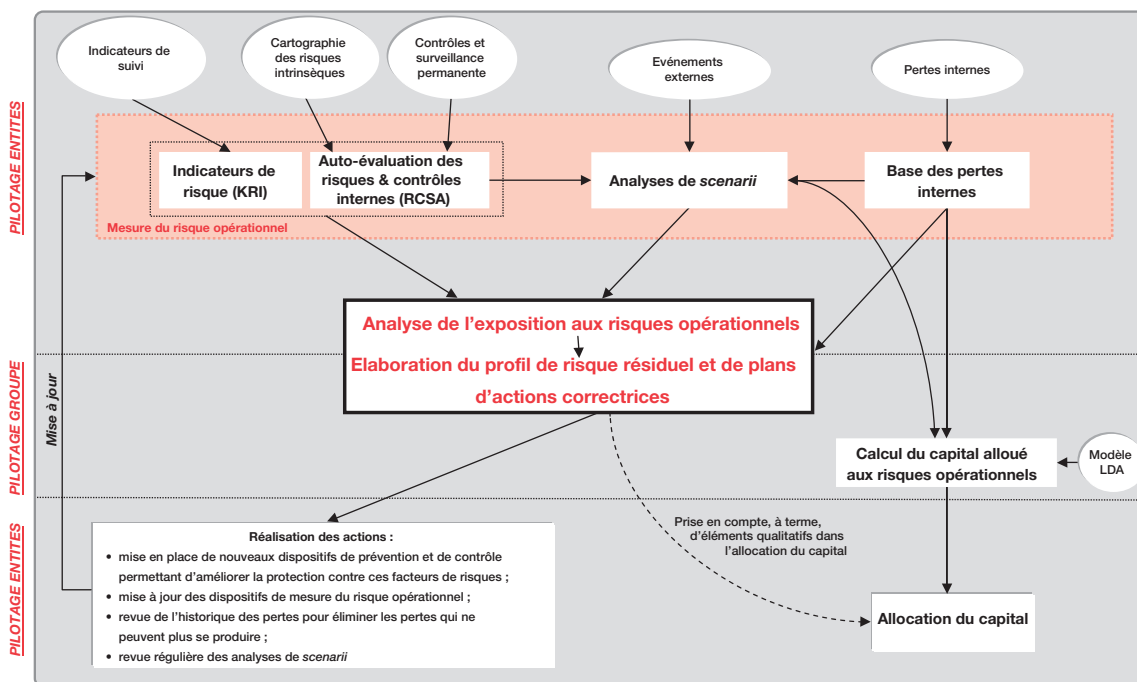 Indicateurs de
suivi
Cartographie
des risques
intrinsèques
Contrôles et
surveillance
permanente
Evénements
externes
Pertes internes
PILOTAGE ENTITES
Indicateurs de
risque (KRI)
Auto-évaluation des
risques & contrôles
internes (RCSA)
Analyses de scenarii
Base des pertes
internes
Mesure du risque opérationnel
Analyse de l'exposition aux risques opérationnels
Elaboration du profil de risque résiduel et de plans
d'actions correctrices
PILOTAGE GROUPE
Mise à jour
Calcul du capital alloué
aux risques opérationnels
Modèle
LDA
PILOTAGE ENTITES
Réalisation des actions :
• mise en place de nouveaux dispositifs de prévention et de contrôle
permettant d'améliorer la protection contre ces facteurs de risques ;
• mise à jour des dispositifs de mesure du risque opérationnel ;
• revue de l'historique des pertes pour éliminer les pertes qui ne
peuvent plus se produire ;
• revue régulière des analyses de scenarii
Prise en compte, à terme,
d'éléments qualitatifs dans
l'allocation du capital
Allocation du capital